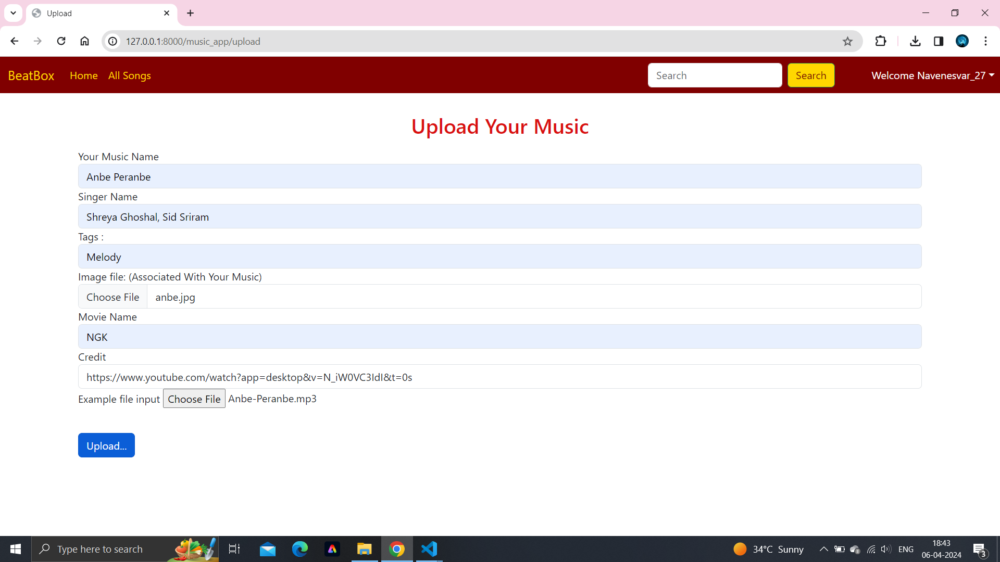 Upload
127.0.0.1:8000/music_app/upload
BeatBox Home All Songs Search Search Welcome Navenesvar_27
Upload Your Music
Your Music Name
Anbe Peranbe
Singer Name
Shreya Ghoshal, Sid Sriram
Tags :
Melody
Image file: (Associated With Your Music)
Choose File anbe.jpg
Movie Name
NGK
Credit
https://www.youtube.com/watch?app=desktop&v=N_iW0VC3IdI&t=0s
Example file input Choose File Anbe-Peranbe.mp3
Upload...
Type here to search
34°C Sunny
ENG
18:43
06-04-2024
3